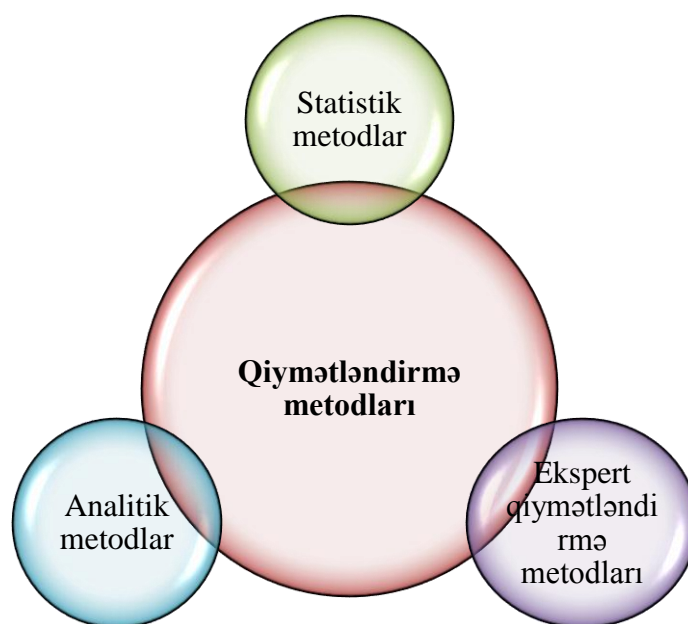 Statistik
metodlar
Qiymətləndirmə
metodları
Analitik
metodlar
Ekspert
qiymətləndi
rmə
metodları